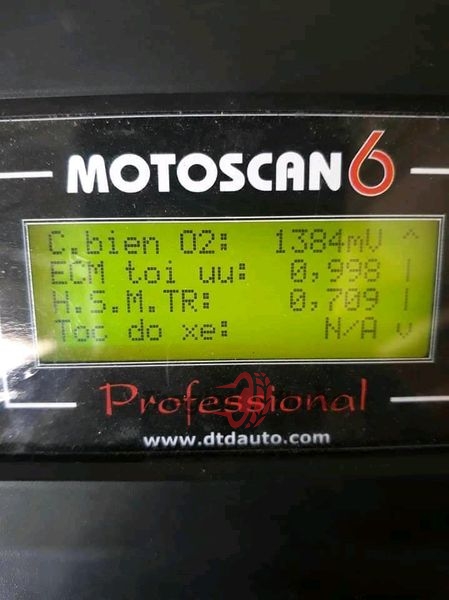 MOTOSCAN6
C.bien O2: 1384mV ^
ECM toi uu: 0,998 |
H.S.M.TR: 0,709 |
Toc do xe: N/A v
Professional
www.dtdauto.com